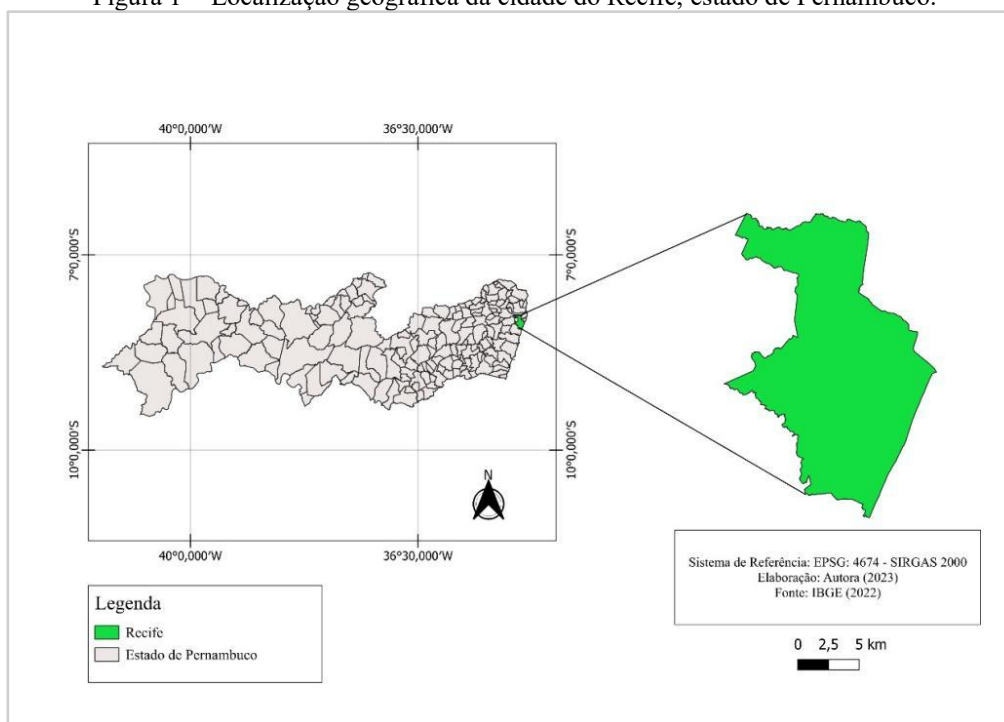 Figura 1 – Localização geográfica da cidade do Recife, estado de Pernambuco.
40°0,000'W
36°30,000'W
7°0,000'S
7°0,000'S
10°0,000'S
10°0,000'S
N
40°0,000'W
36°30,000'W
Legenda
Recife
Estado de Pernambuco
Sistema de Referência: EPSG: 4674 - SIRGAS 2000
Elaboração: Autora (2023)
Fonte: IBGE (2022)
0 2,5 5 km